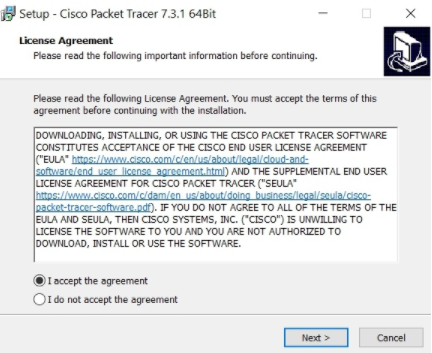 Setup - Cisco Packet Tracer 7.3.1 64Bit
License Agreement
Please read the following important information before continuing.
Please read the following License Agreement. You must accept the terms of this
agreement before continuing with the installation.
DOWNLOADING, INSTALLING, OR USING THE CISCO PACKET TRACER SOFTWARE
CONSTITUTES ACCEPTANCE OF THE CISCO END USER LICENSE AGREEMENT
("EULA" https://www.cisco.com/c/en/us/about/legal/cloud-and-
software/end_user_license_agreement.html) AND THE SUPPLEMENTAL END USER
LICENSE AGREEMENT FOR CISCO PACKET TRACER ("SEULA"
https://www.cisco.com/c/dam/en_us/about/doing_business/legal/seula/cisco-
packet-tracer-software.pdf). IF YOU DO NOT AGREE TO ALL OF THE TERMS OF THE
EULA AND SEULA, THEN CISCO SYSTEMS, INC. ("CISCO") IS UNWILLING TO
LICENSE THE SOFTWARE TO YOU AND YOU ARE NOT AUTHORIZED TO
DOWNLOAD, INSTALL OR USE THE SOFTWARE.
I accept the agreement
I do not accept the agreement
Next >
Cancel